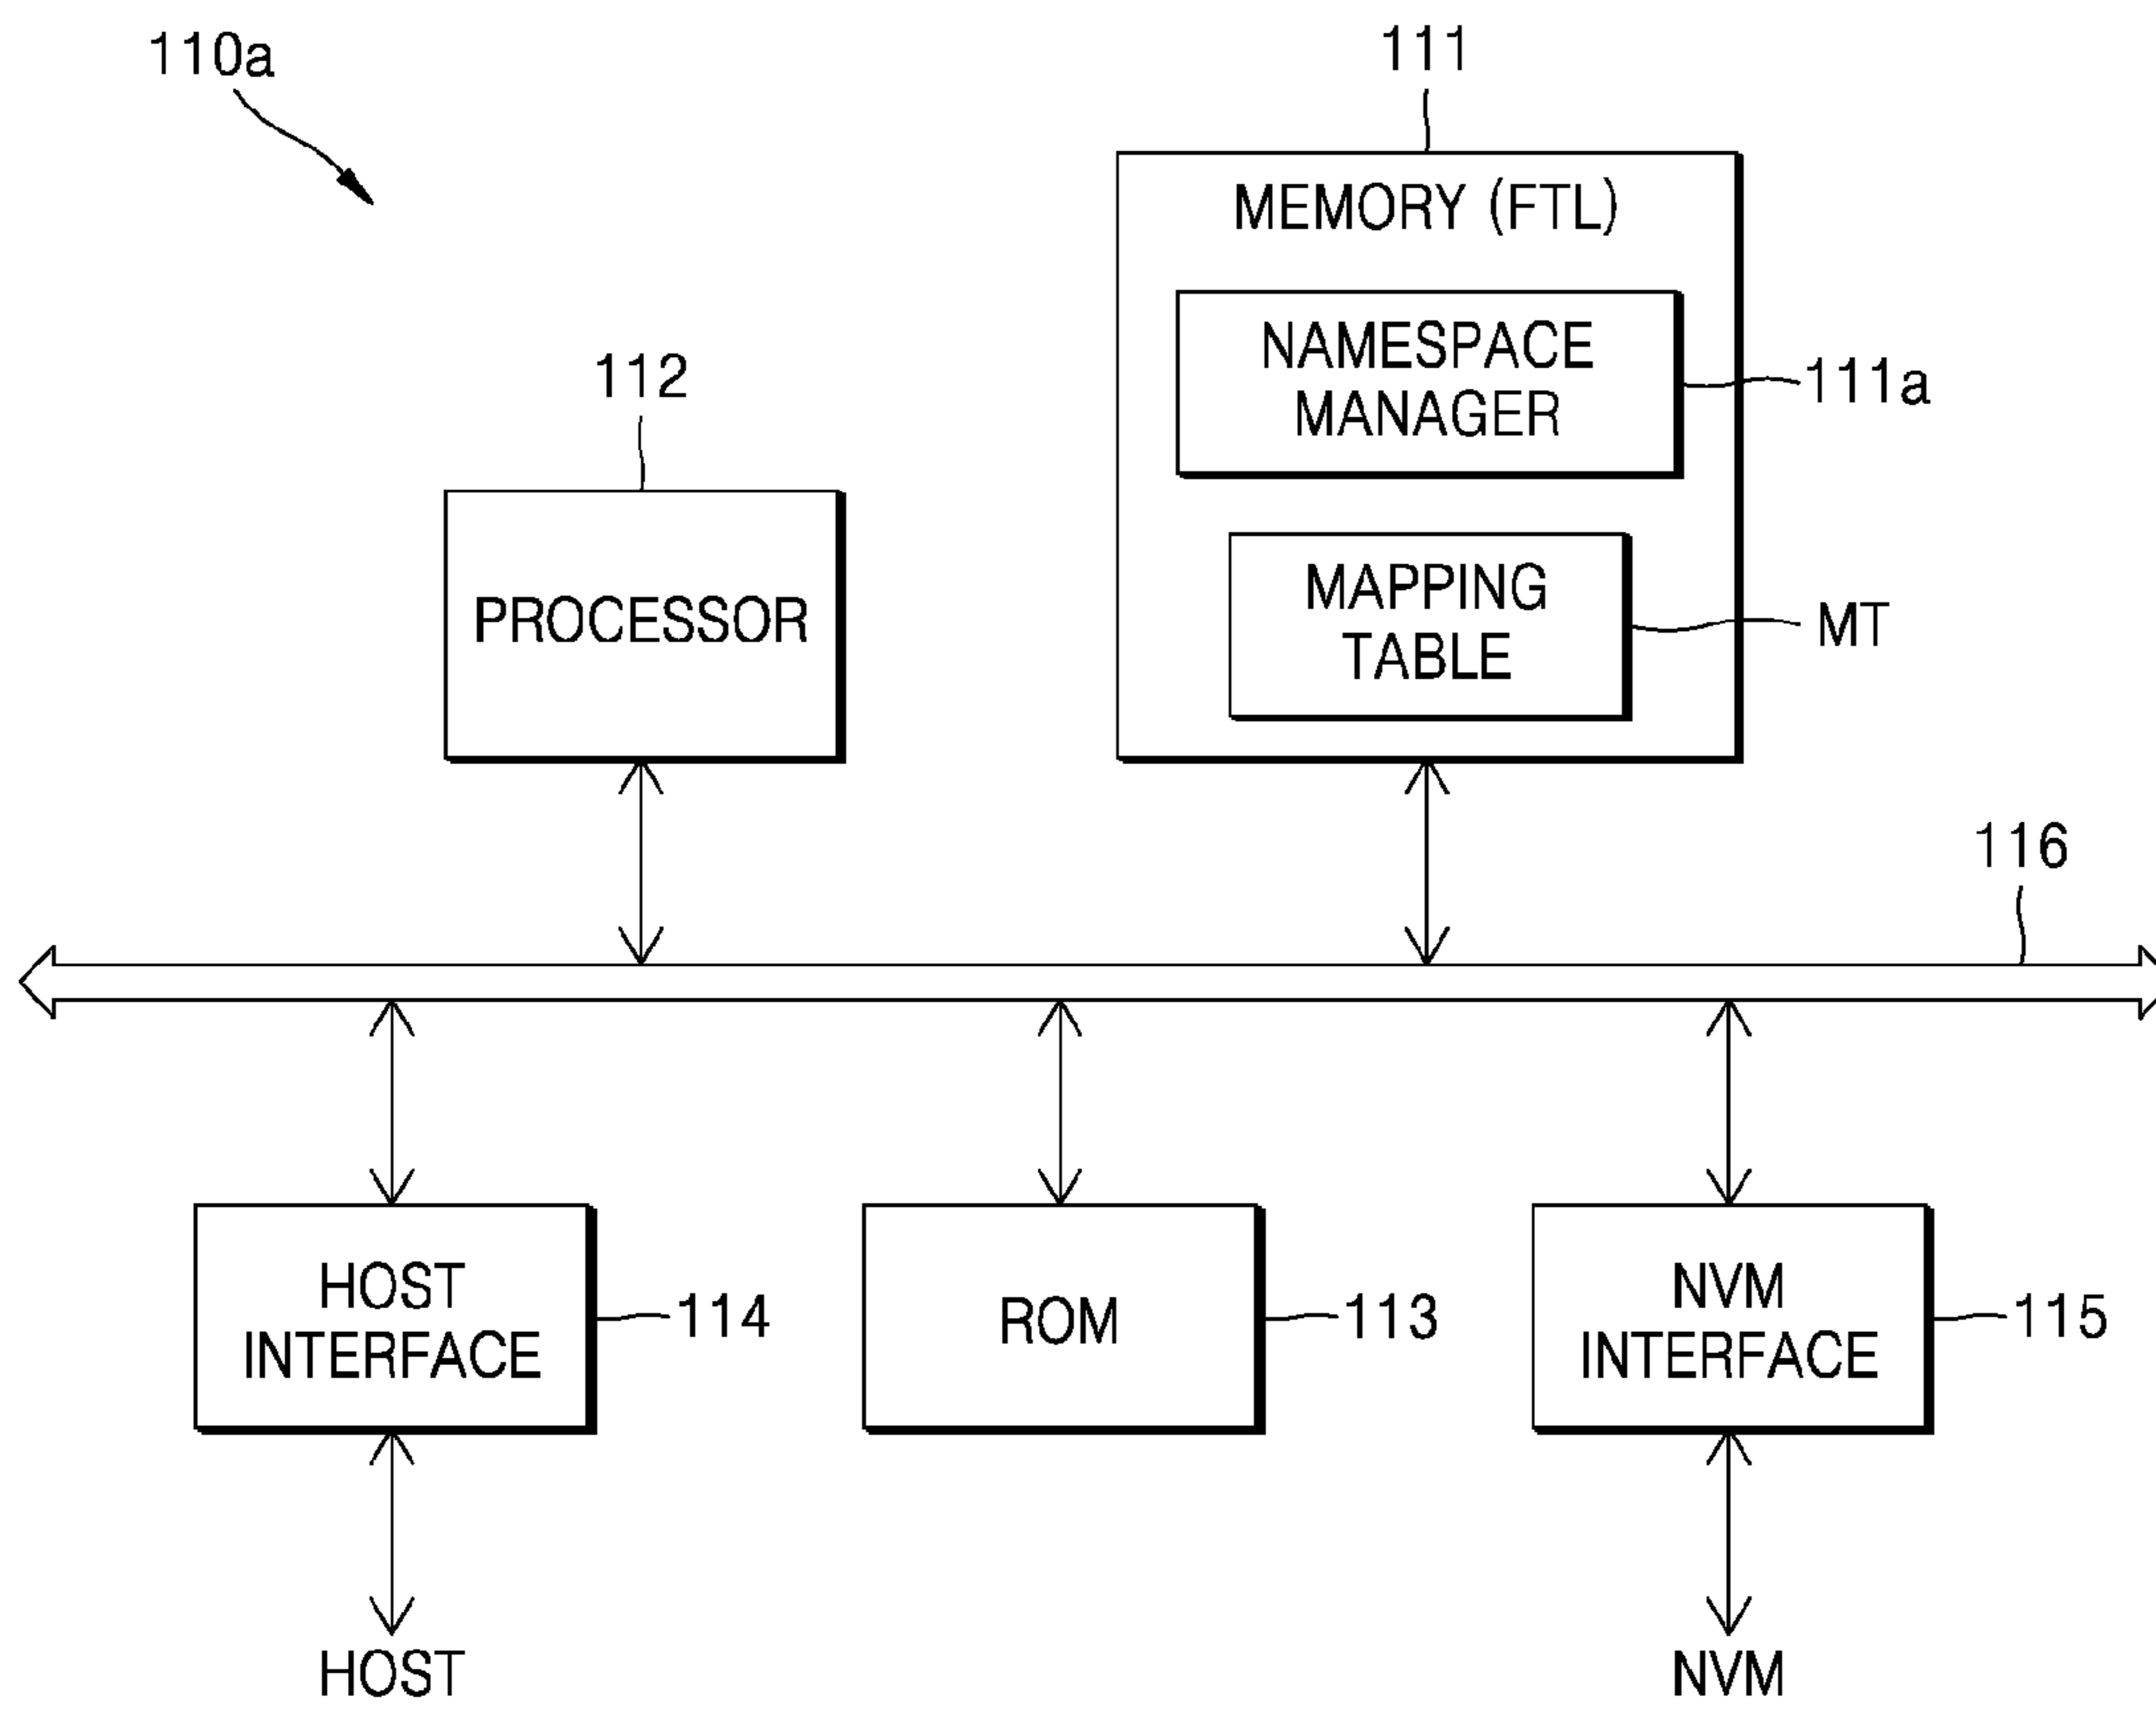 110a
111
MEMORY (FTL)
NAMESPACE
MANAGER
111a
112
PROCESSOR
MAPPING
TABLE
MT
116
HOST
INTERFACE
114
ROM
113
NVM
INTERFACE
115
HOST
NVM